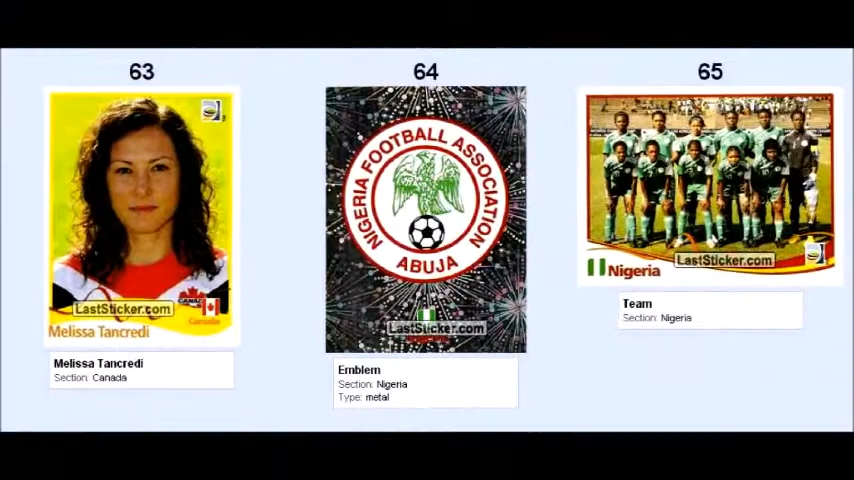 63
64
65
LastSticker.com
Melissa Tancredi
Canada
Melissa Tancredi
Section: Canada
NIGERIA FOOTBALL ASSOCIATION
ABUJA
LastSticker.com
Emblem
Section: Nigeria
Type: metal
LastSticker.com
Nigeria
Team
Section: Nigeria